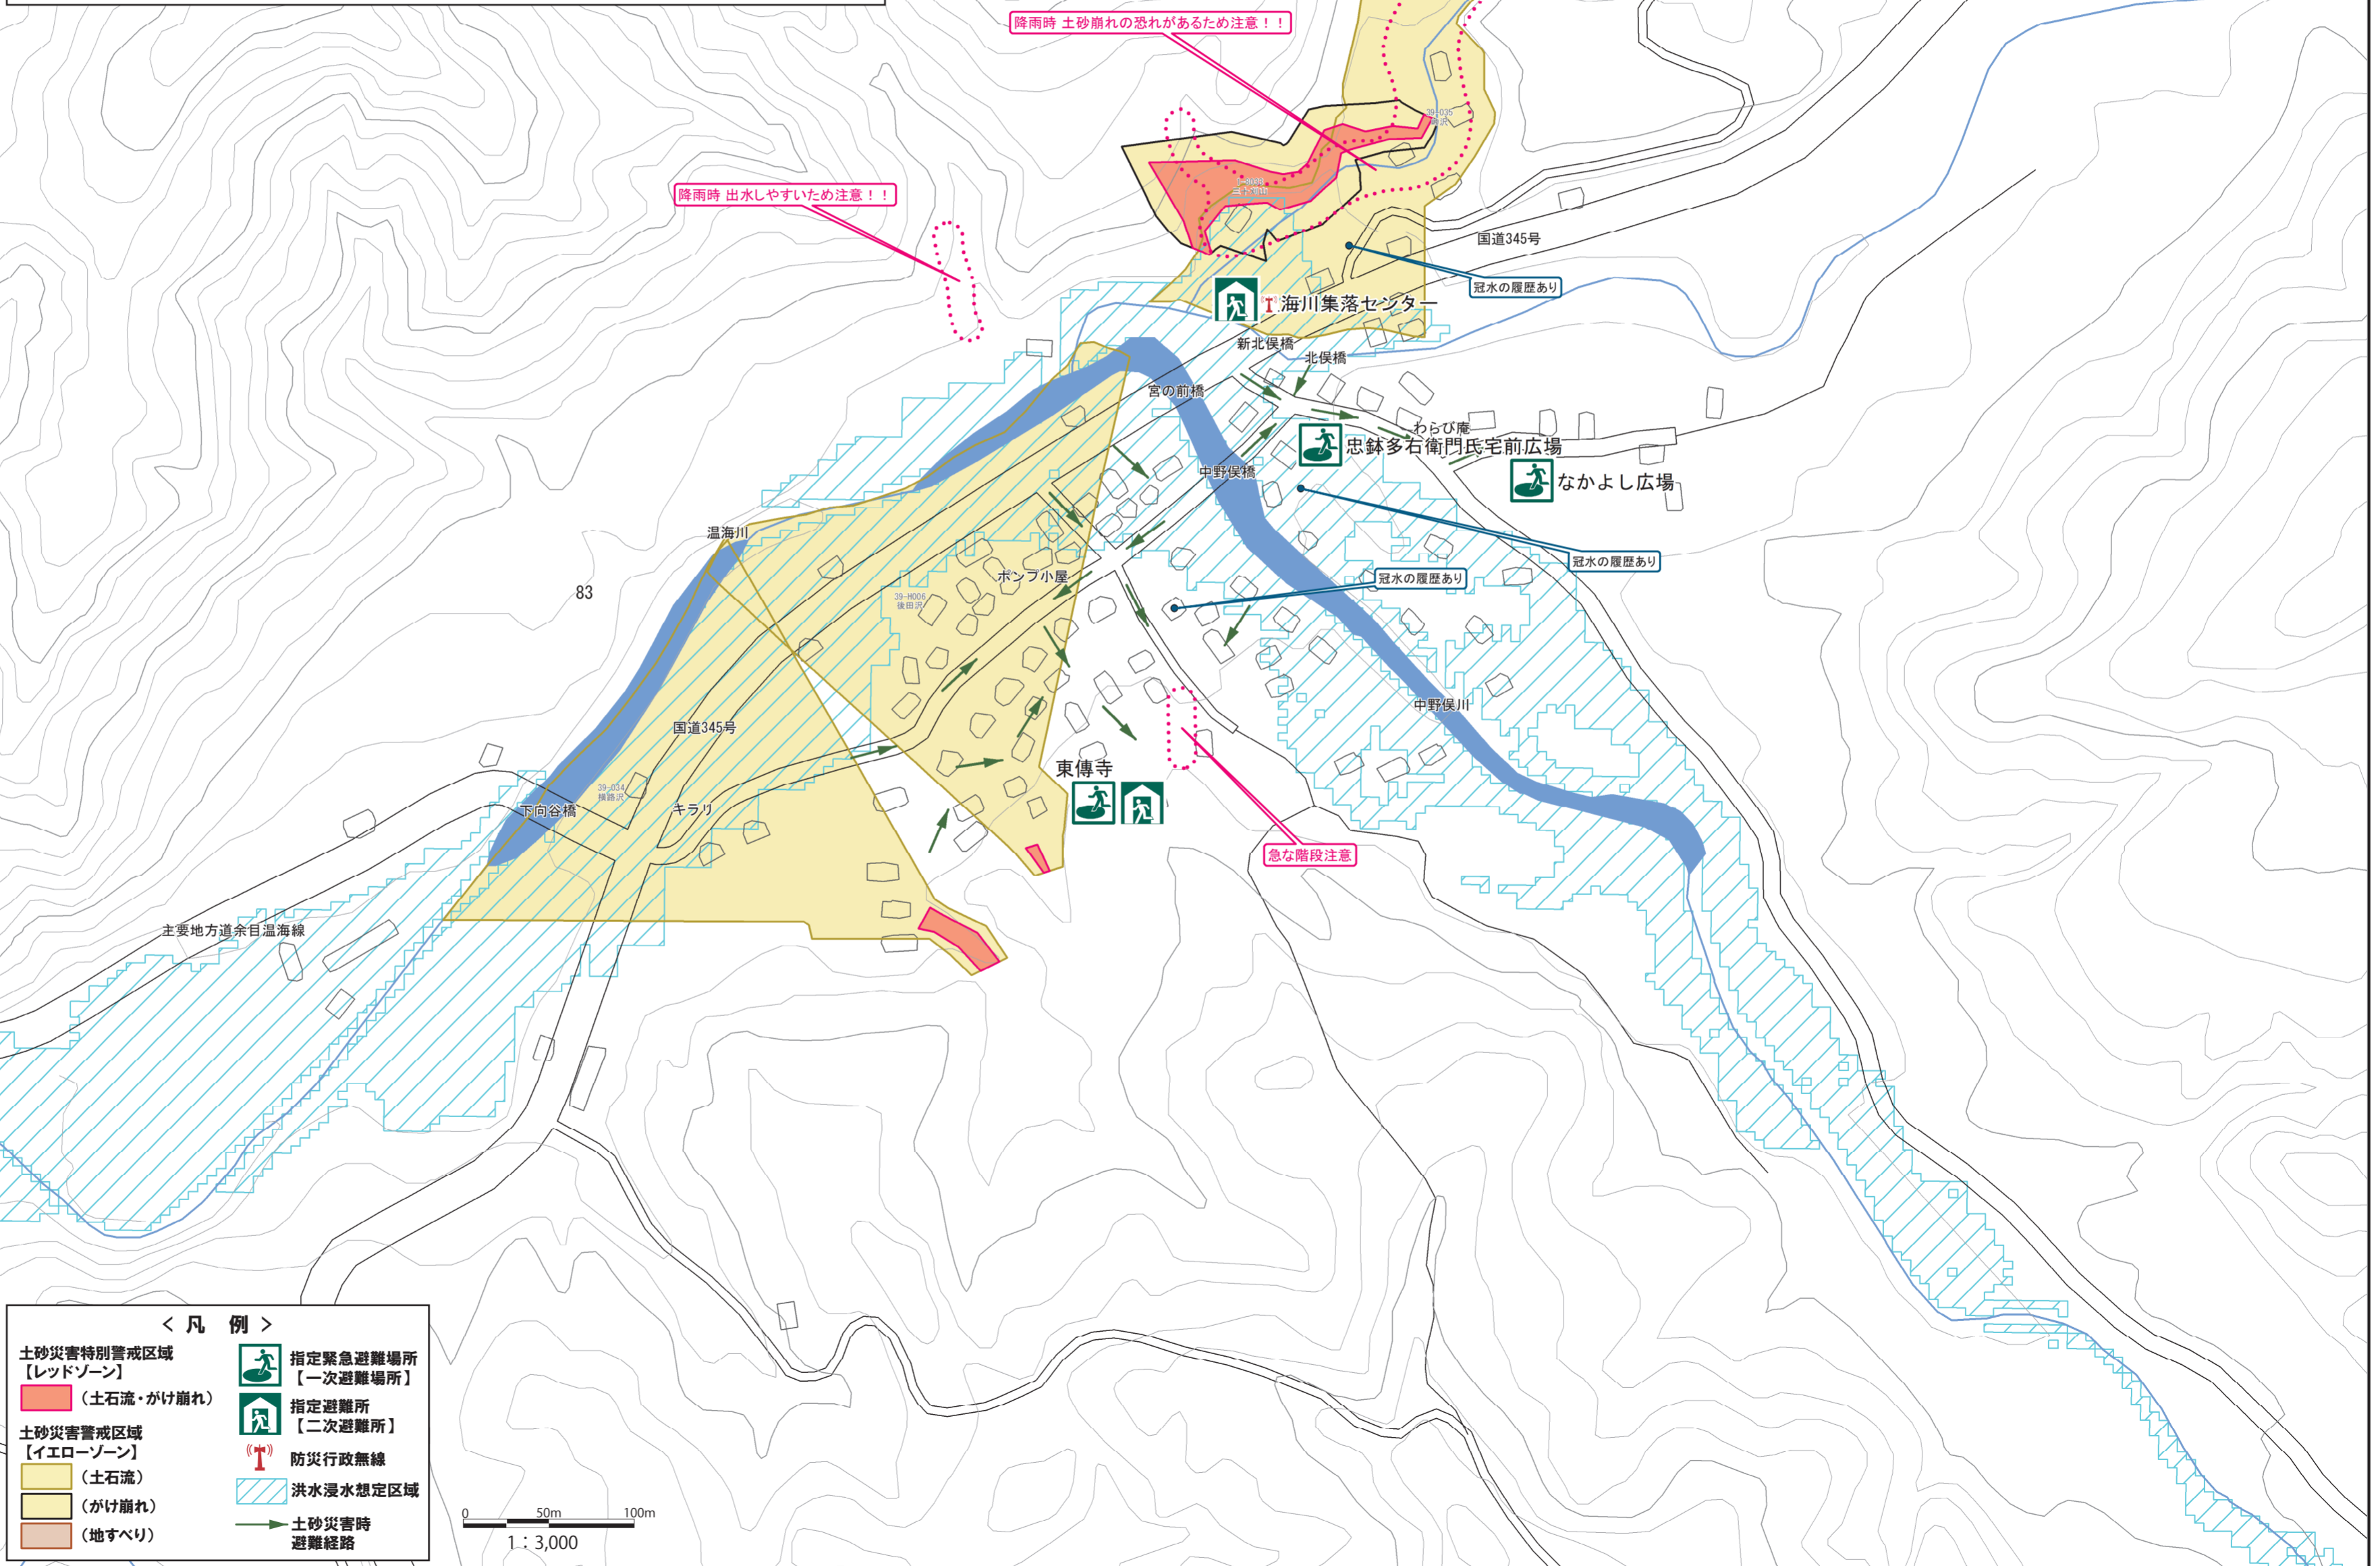 降雨時 土砂崩れの恐れがあるため注意！！
39-035
降雨時 出水しやすいため注意！！
国道345号
冠水の履歴あり
海川集落センター
新北俣橋
北俣橋
宮の前橋
わらび庵
忠鉢多右衛門氏宅前広場
中野俣橋
なかよし広場
温海川
冠水の履歴あり
ポンプ小屋
冠水の履歴あり
83
39-H006
後田沢
中野俣川
国道345号
東傳寺
39-034
横路沢
キラリ
下向谷橋
急な階段注意
主要地方道余目温海線
＜ 凡 例 ＞
土砂災害特別警戒区域
【レッドゾーン】
（土石流・がけ崩れ）
土砂災害警戒区域
【イエローゾーン】
（土石流）
（がけ崩れ）
（地すべり）
指定緊急避難場所
【一次避難場所】
指定避難所
【二次避難所】
防災行政無線
洪水浸水想定区域
土砂災害時
避難経路
0 50m 100m
1：3,000